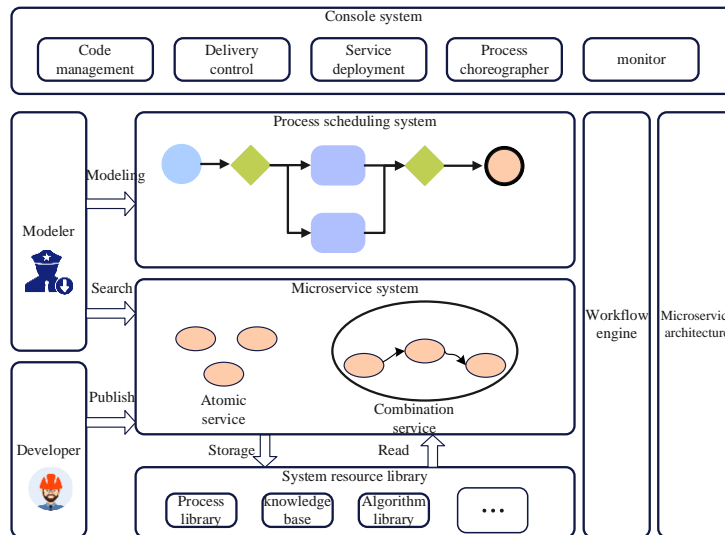 Console system
Code
management
Delivery
control
Service
deployment
Process
choreographer
monitor
Process scheduling system
Modeling
Modeler
Search
Microservice system
Atomic
service
Combination
service
Workflow
engine
Microservice
architecture
Publish
Developer
Storage
Read
System resource library
Process
library
knowledge
base
Algorithm
library
...